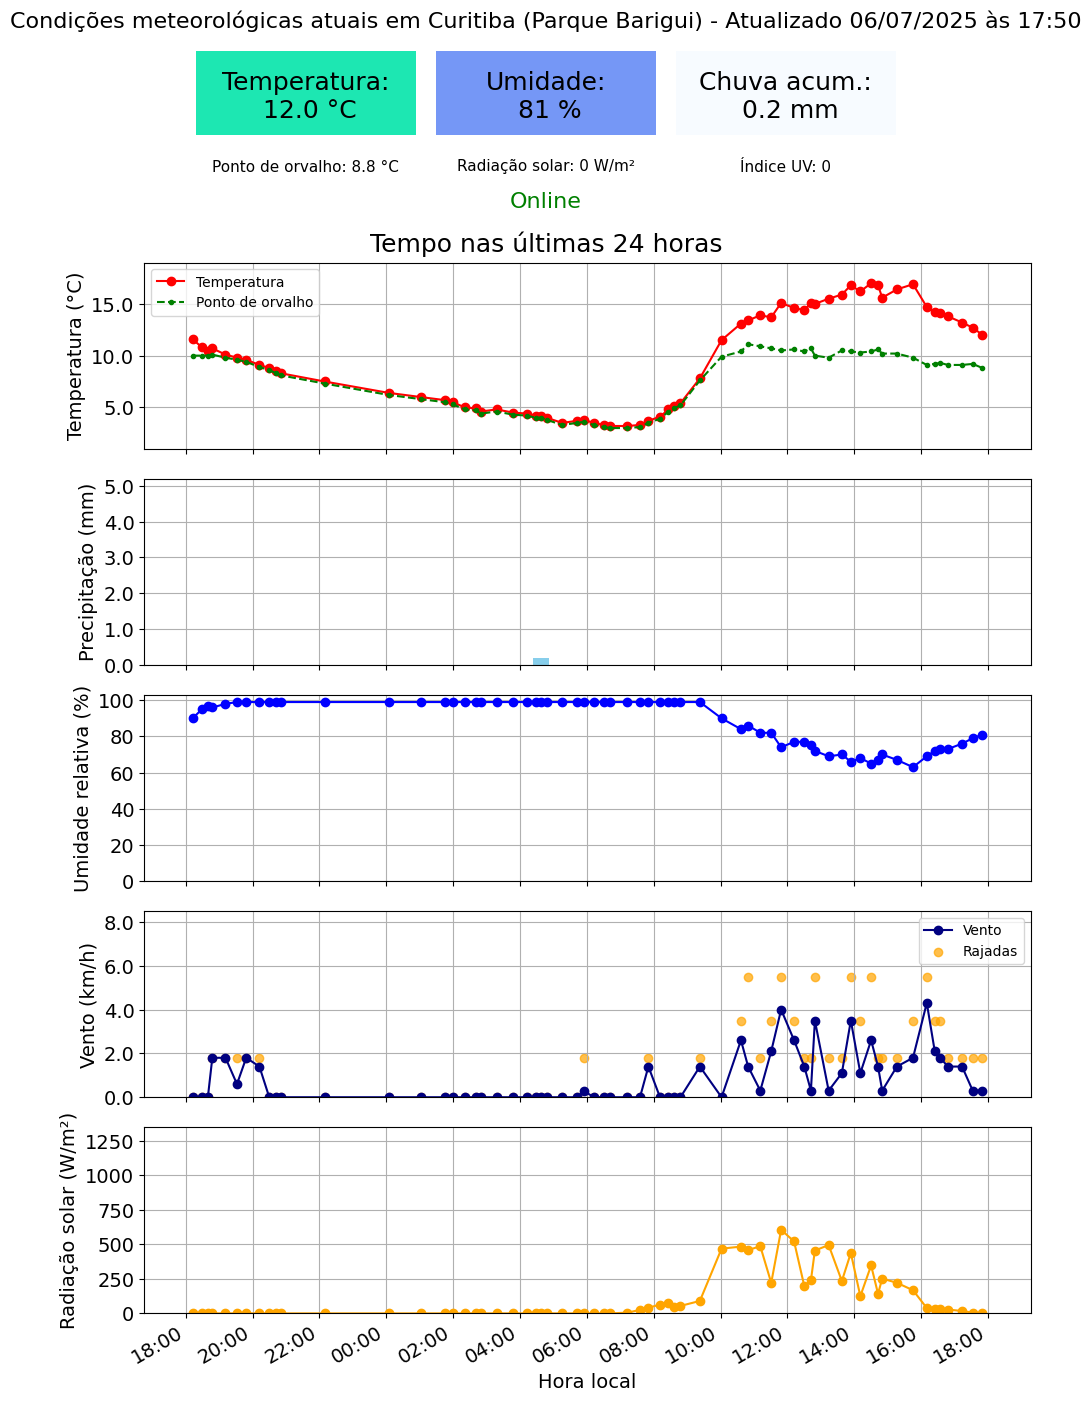 Condições meteorológicas atuais em Curitiba (Parque Barigui) - Atualizado 06/07/2025 às 17:50
Temperatura:
12.0 °C
Umidade:
81 %
Chuva acum.:
0.2 mm
Ponto de orvalho: 8.8 °C
Radiação solar: 0 W/m²
Índice UV: 0
Online
Tempo nas últimas 24 horas
Temperatura (°C)
15.0
10.0
5.0
Temperatura
Ponto de orvalho
Precipitação (mm)
5.0
4.0
3.0
2.0
1.0
0.0
Umidade relativa (%)
100
80
60
40
20
0
Vento (km/h)
8.0
6.0
4.0
2.0
0.0
Vento
Rajadas
Radiação solar (W/m²)
1250
1000
750
500
250
0
18:00
20:00
22:00
00:00
02:00
04:00
06:00
08:00
10:00
12:00
14:00
16:00
18:00
Hora local